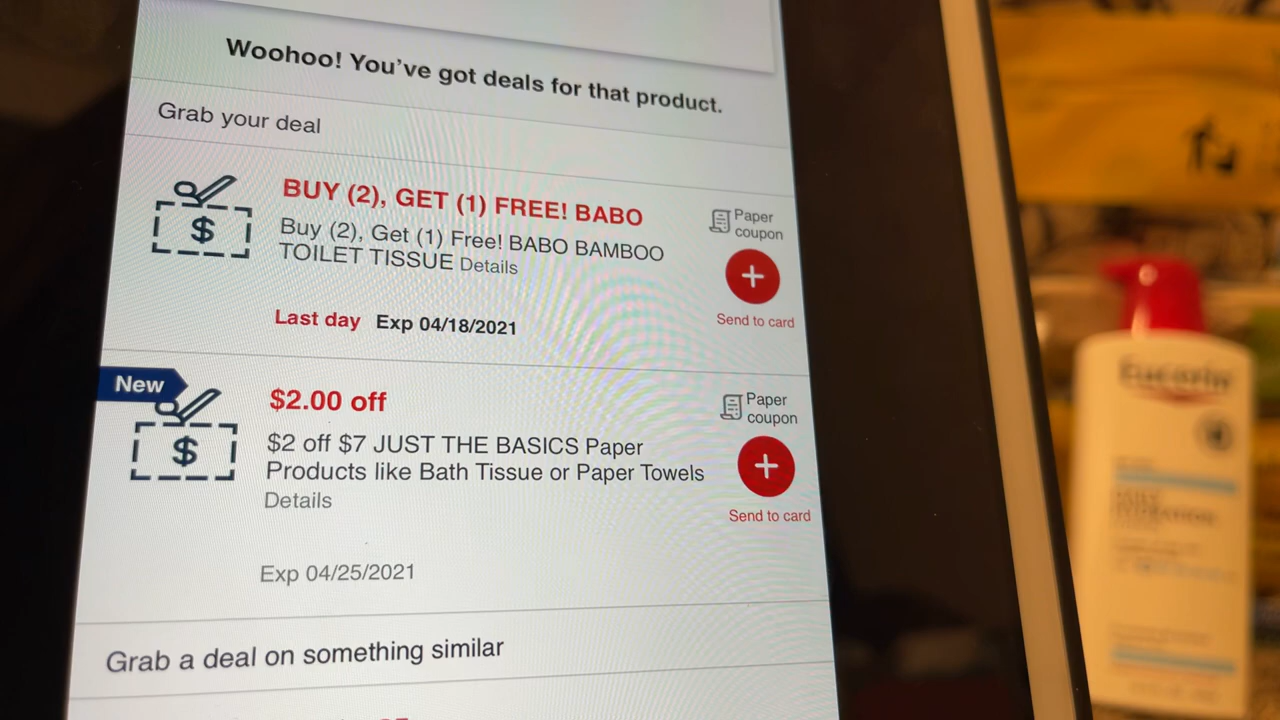 Woohoo! You've got deals for that product.
Grab your deal
BUY (2), GET (1) FREE! BABO
Buy (2), Get (1) Free! BABO BAMBOO
TOILET TISSUE Details
Last day Exp 04/18/2021
$
Paper
coupon
+
Send to card
New
$2.00 off
$2 off $7 JUST THE BASICS Paper
Products like Bath Tissue or Paper Towels
Details
Exp 04/25/2021
$
Paper
coupon
+
Send to card
Grab a deal on something similar
Eucerin
DAILY
HYDRATION